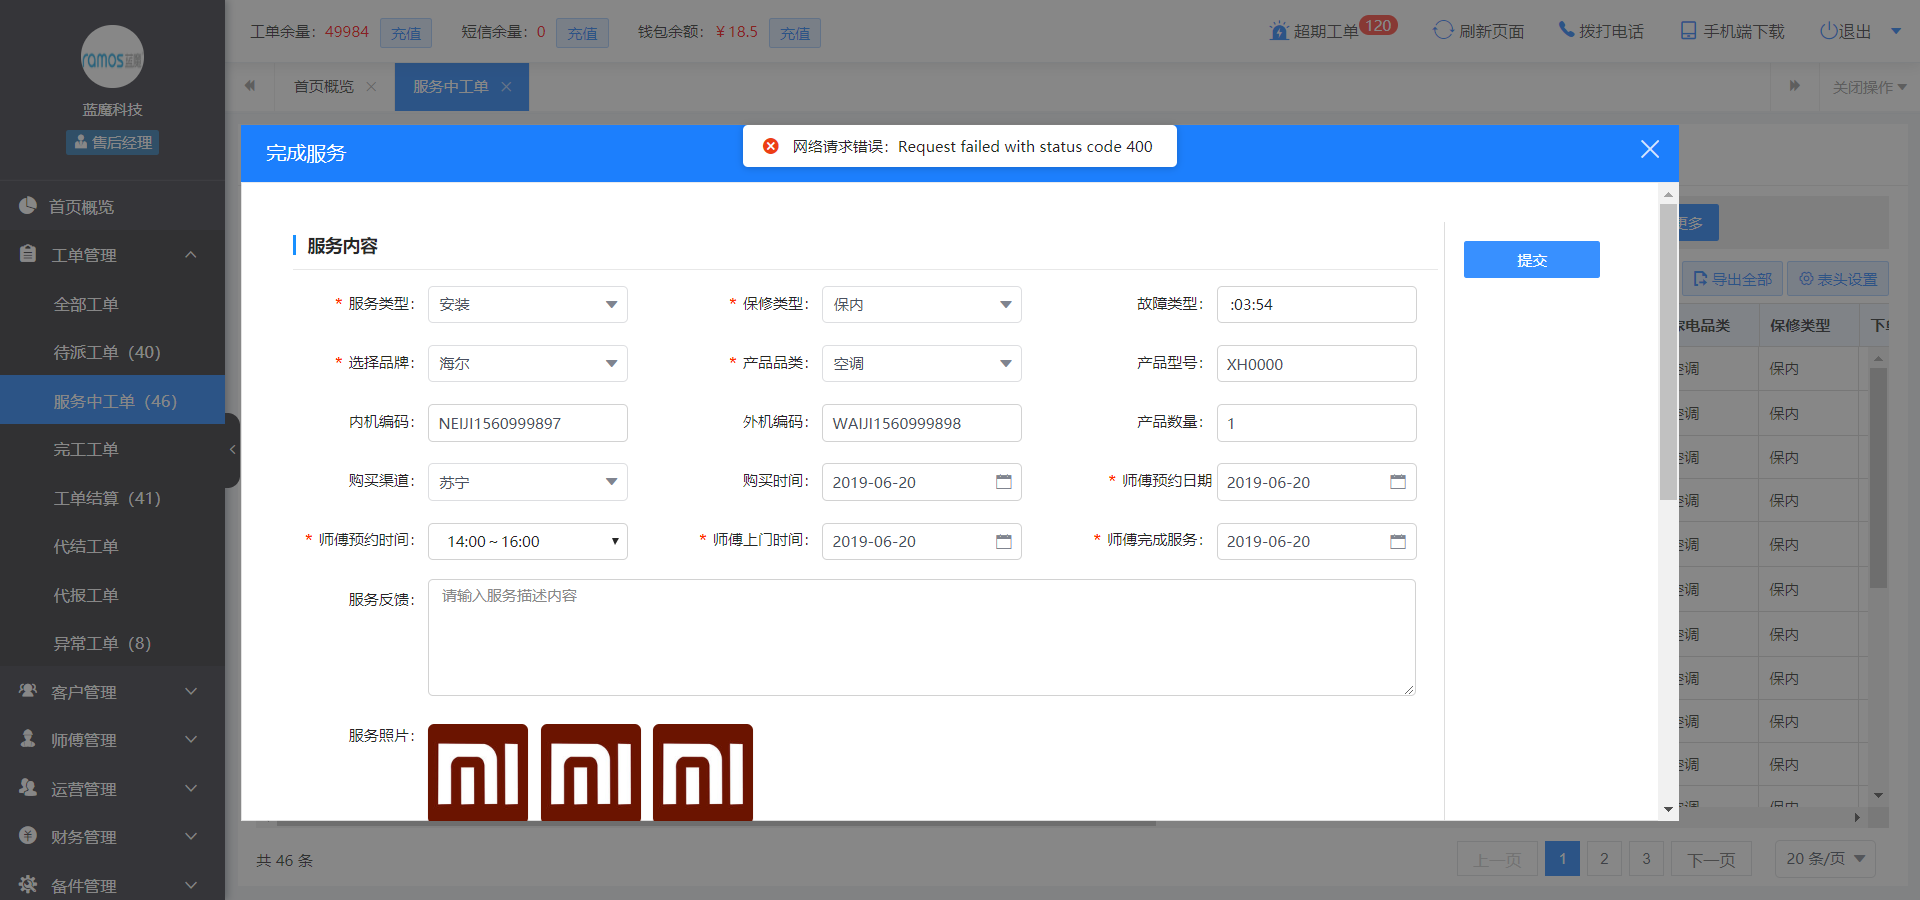 工单余量：49984 充值 短信余量：0 充值 钱包余额：￥18.5 充值 超期工单 120 刷新页面 拨打电话 手机端下载 退出
ramos蓝魔
蓝魔科技
售后经理
首页概览 服务中工单 关闭操作
首页概览
工单管理
全部工单
待派工单（40）
服务中工单（46）
完工工单
工单结算（41）
代结工单
代报工单
异常工单（8）
客户管理
师傅管理
运营管理
财务管理
备件管理
完成服务
网络请求错误：Request failed with status code 400
更多
导出全部 表头设置
服务内容
提交
* 服务类型： 安装 * 保修类型： 保内 故障类型： :03:54
* 选择品牌： 海尔 * 产品品类： 空调 产品型号： XH0000
内机编码： NEIJI1560999897 外机编码： WAIJI1560999898 产品数量： 1
购买渠道： 苏宁 购买时间： 2019-06-20 * 师傅预约日期 2019-06-20
* 师傅预约时间： 14:00 ~ 16:00 * 师傅上门时间： 2019-06-20 * 师傅完成服务： 2019-06-20
服务反馈： 请输入服务描述内容
服务照片：
电品类 保修类型
调 保内
调 保内
调 保内
调 保内
调 保内
调 保内
调 保内
调 保内
调 保内
调 保内
共 46 条
上一页 1 2 3 下一页 20 条/页